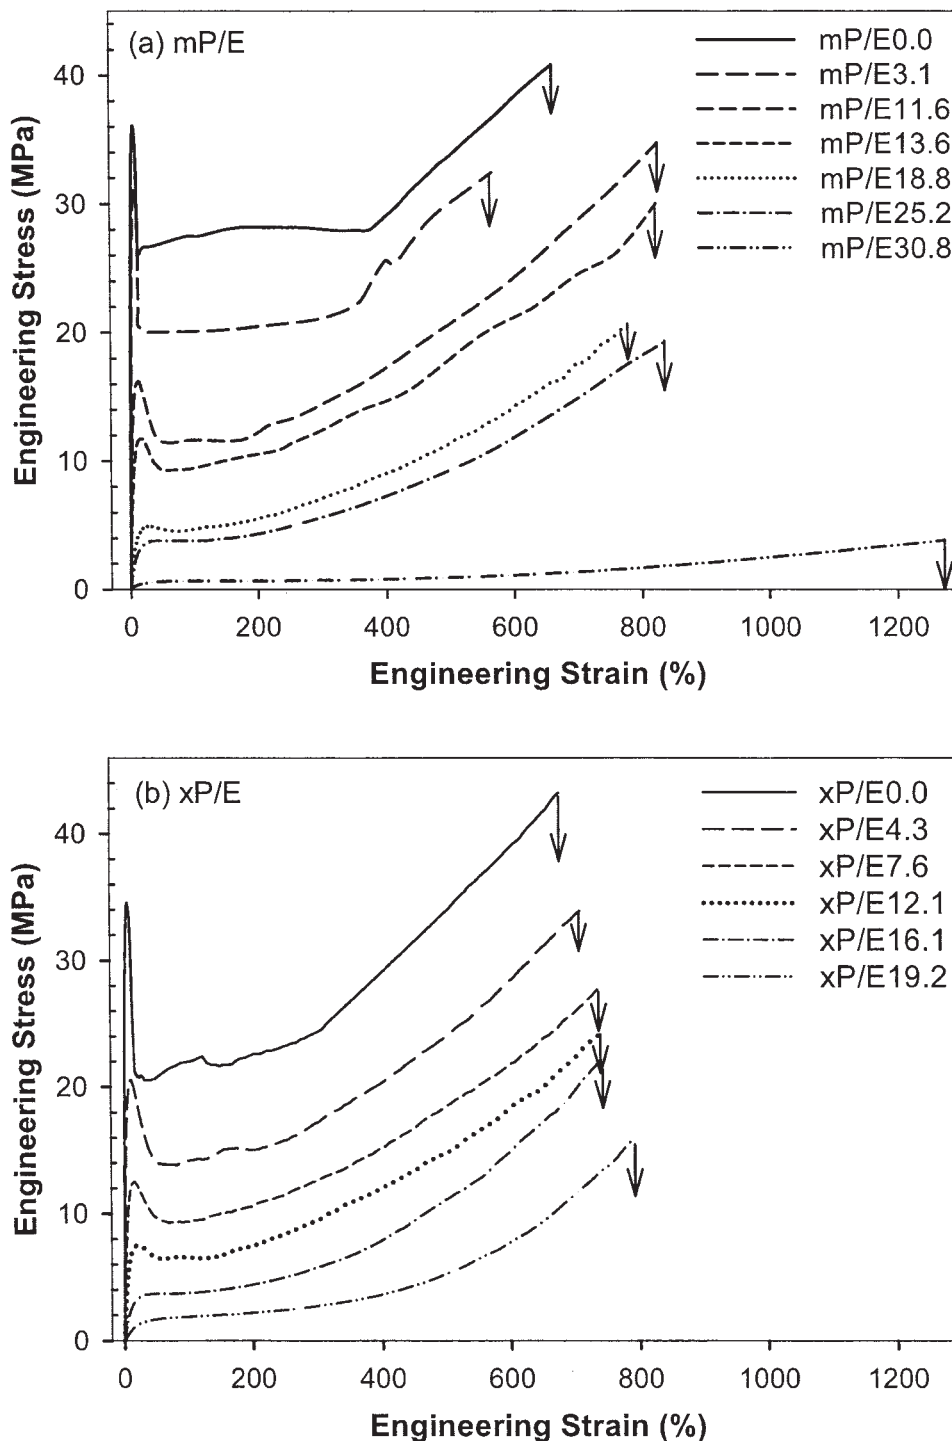 (a) mP/E
mP/E0.0
mP/E3.1
mP/E11.6
mP/E13.6
mP/E18.8
mP/E25.2
mP/E30.8
Engineering Stress (MPa)
40
30
20
10
0
0 200 400 600 800 1000 1200
Engineering Strain (%)
(b) xP/E
xP/E0.0
xP/E4.3
xP/E7.6
xP/E12.1
xP/E16.1
xP/E19.2
Engineering Stress (MPa)
40
30
20
10
0
0 200 400 600 800 1000 1200
Engineering Strain (%)